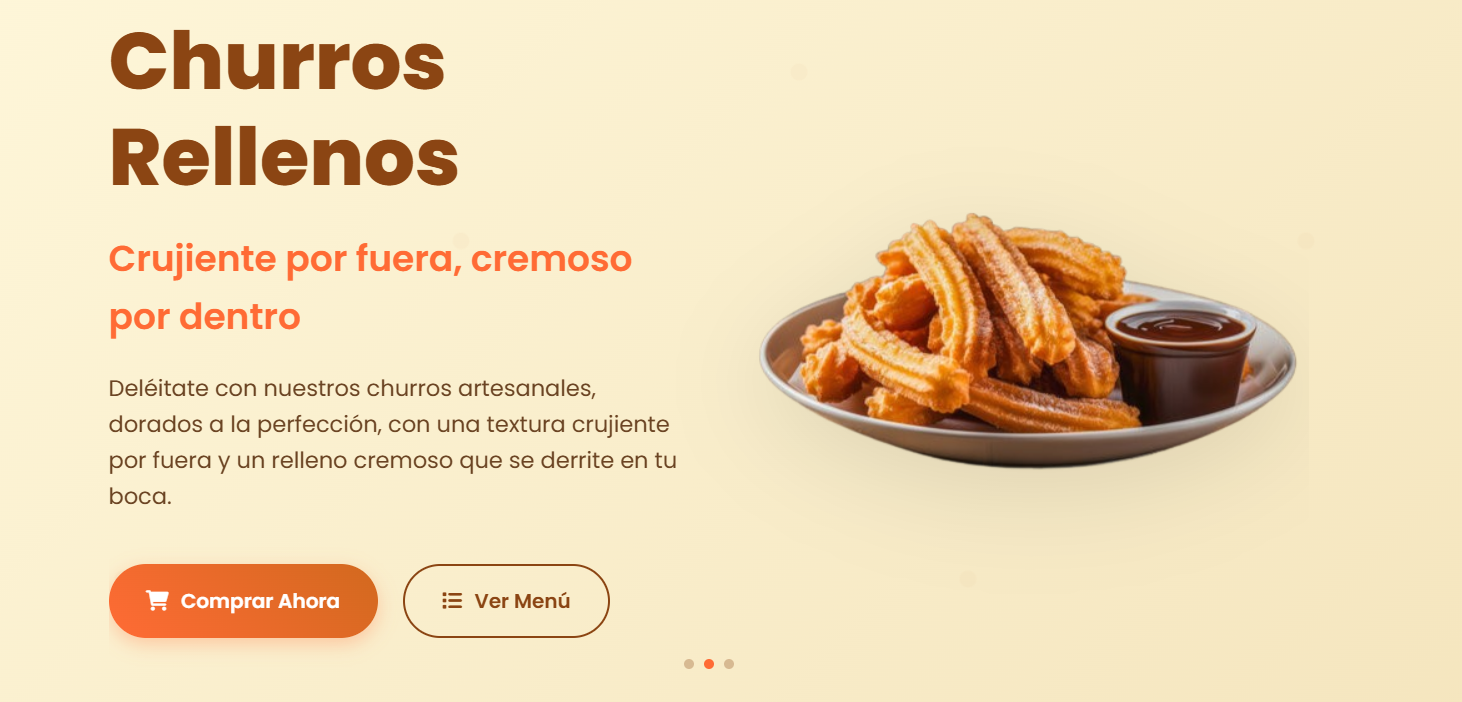 Churros
Rellenos
Crujiente por fuera, cremoso
por dentro
Deléitate con nuestros churros artesanales,
dorados a la perfección, con una textura crujiente
por fuera y un relleno cremoso que se derrite en tu
boca.
Comprar Ahora
Ver Menú